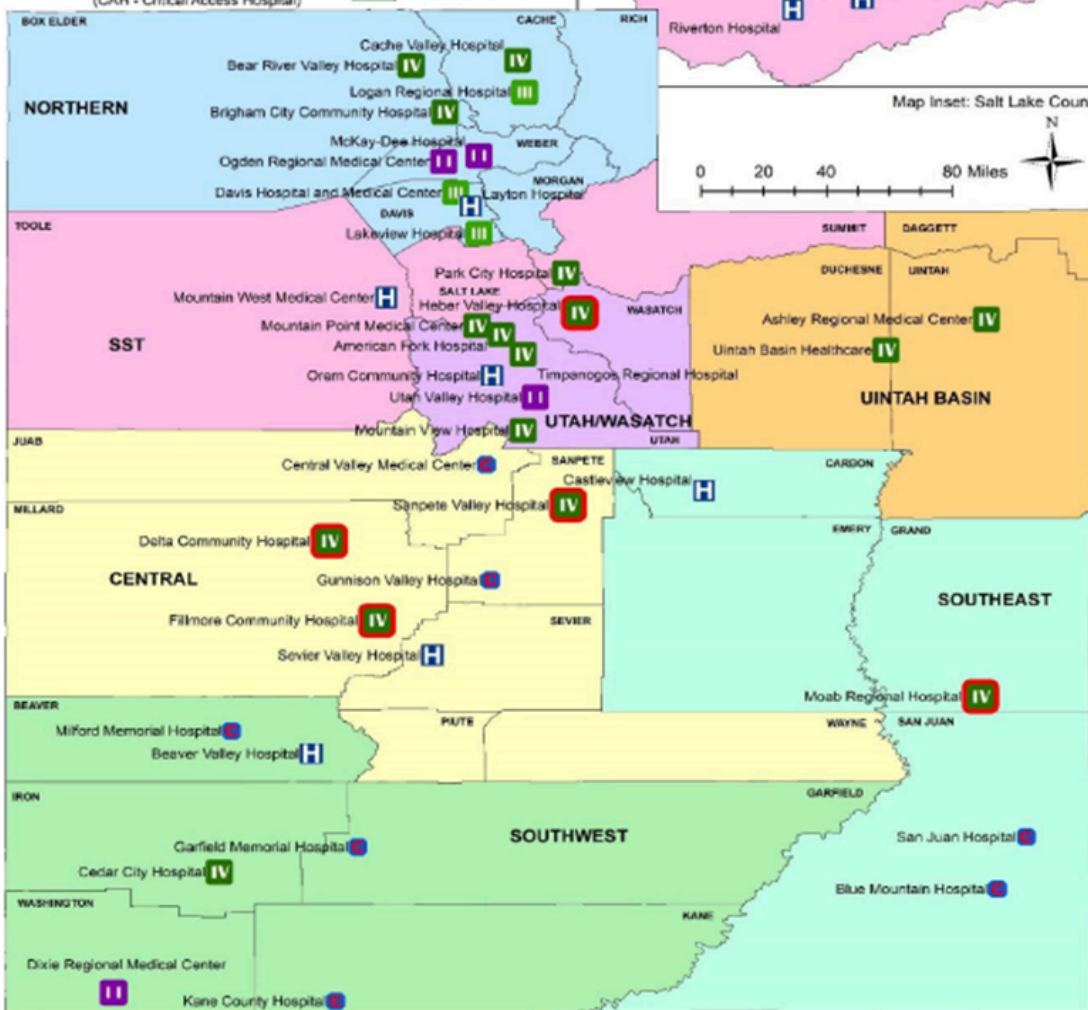 (CAH - Critical Access Hospital)
H
H
Riverton Hospital
Map Inset: Salt Lake Coun
N
0 20 40 80 Miles
BOX ELDER
CACHE
RICH
Cache Valley Hospital
IV
Bear River Valley Hospital IV
Logan Regional Hospital III
NORTHERN
Brigham City Community Hospital IV
McKay-Dee Hospital
II
WEBER
Ogden Regional Medical Center II
MORGAN
Davis Hospital and Medical Center III
Layton Hospital
H
DAVIS
Lakeview Hospital III
TOOLE
SUMMIT
DAGGETT
Park City Hospital IV
DUCHESNE
UINTAH
SALT LAKE
Mountain West Medical Center H
Heber Valley Hospital IV
WASATCH
Mountain Point Medical Center IV
IV
Ashley Regional Medical Center IV
SST
American Fork Hospital
IV
Uintah Basin Healthcare IV
Orem Community Hospital H
Timpanogos Regional Hospital
Utah Valley Hospital II
UINTAH BASIN
UTAH/WASATCH
Mountain View Hospital IV
UTAH
JUAB
Central Valley Medical Center C
SANPETE
CARBON
Castleview Hospital
H
Sanpete Valley Hospital IV
MILLARD
EMERY
GRAND
Delta Community Hospital IV
CENTRAL
Gunnison Valley Hospital C
SOUTHEAST
Fillmore Community Hospital IV
SEVIER
Sevier Valley Hospital H
Moab Regional Hospital IV
BEAVER
PIUTE
WAYNE
SAN JUAN
Milford Memorial Hospital C
Beaver Valley Hospital H
IRON
GARFIELD
SOUTHWEST
San Juan Hospital C
Garfield Memorial Hospital C
Cedar City Hospital IV
Blue Mountain Hospital C
WASHINGTON
KANE
Dixie Regional Medical Center
II
Kane County Hospital C